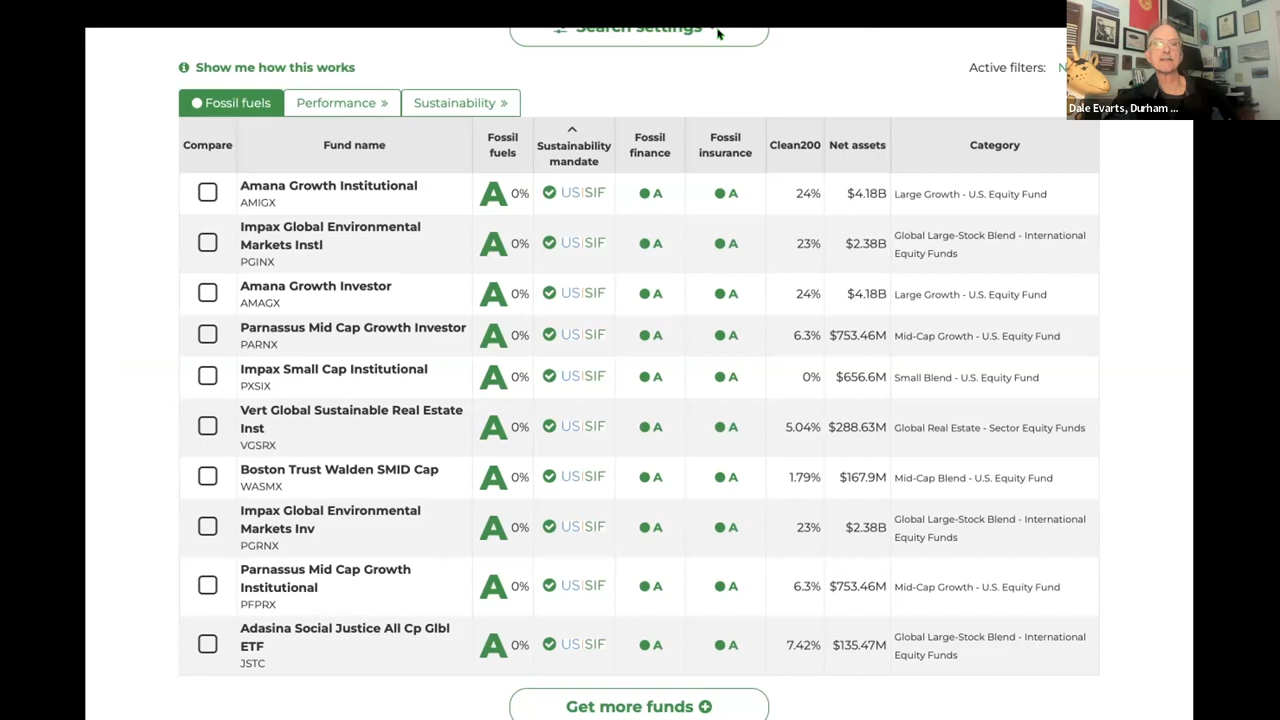 Search settings
Show me how this works
Active filters:
Dale Evarts, Durham ...
Fossil fuels
Performance »
Sustainability »
Compare
Fund name
Fossil
fuels
Sustainability
mandate
Fossil
finance
Fossil
insurance
Clean200
Net assets
Category
Amana Growth Institutional
AMIGX
A 0% US|SIF A A 24% $4.18B Large Growth - U.S. Equity Fund
Impax Global Environmental
Markets Instl
PGINX
A 0% US|SIF A A 23% $2.38B Global Large-Stock Blend - International
Equity Funds
Amana Growth Investor
AMAGX
A 0% US|SIF A A 24% $4.18B Large Growth - U.S. Equity Fund
Parnassus Mid Cap Growth Investor
PARNX
A 0% US|SIF A A 6.3% $753.46M Mid-Cap Growth - U.S. Equity Fund
Impax Small Cap Institutional
PXSIX
A 0% US|SIF A A 0% $656.6M Small Blend - U.S. Equity Fund
Vert Global Sustainable Real Estate
Inst
VGSRX
A 0% US|SIF A A 5.04% $288.63M Global Real Estate - Sector Equity Funds
Boston Trust Walden SMID Cap
WASMX
A 0% US|SIF A A 1.79% $167.9M Mid-Cap Blend - U.S. Equity Fund
Impax Global Environmental
Markets Inv
PGRNX
A 0% US|SIF A A 23% $2.38B Global Large-Stock Blend - International
Equity Funds
Parnassus Mid Cap Growth
Institutional
PFPRX
A 0% US|SIF A A 6.3% $753.46M Mid-Cap Growth - U.S. Equity Fund
Adasina Social Justice All Cp Glbl
ETF
JSTC
A 0% US|SIF A A 7.42% $135.47M Global Large-Stock Blend - International
Equity Funds
Get more funds